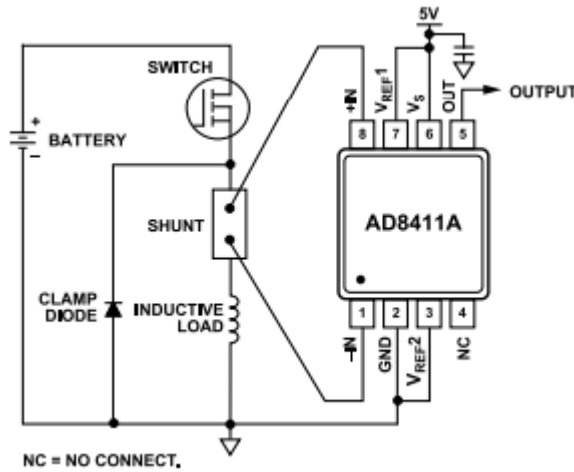 5V
SWITCH
+IN
VREF1
VS
OUT
OUTPUT
+
BATTERY
−
8
7
6
5
SHUNT
AD8411A
CLAMP
DIODE
INDUCTIVE
LOAD
1
2
3
4
−IN
GND
VREF2
NC
NC = NO CONNECT.